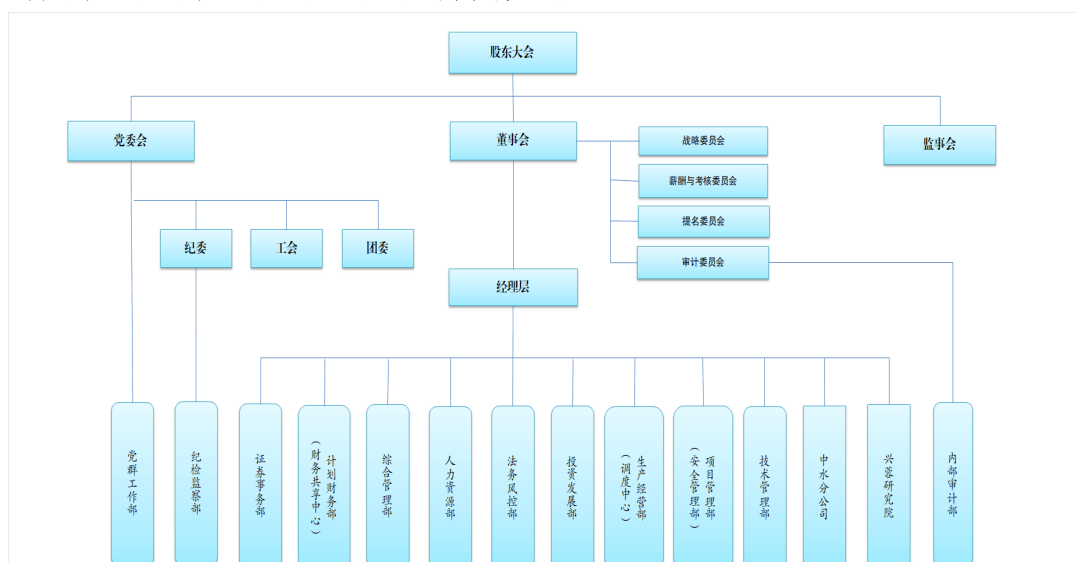 股东大会
党委会
董事会
监事会
战略委员会
薪酬与考核委员会
提名委员会
审计委员会
纪委
工会
团委
经理层
党群工作部
纪检监察部
证券事务部
计划财务部
（财务共享中心）
综合管理部
人力资源部
法务风控部
投资发展部
生产经营部
（调度中心）
项目管理部
（安全管理部）
技术管理部
中水分公司
兴蓉研究院
内部审计部